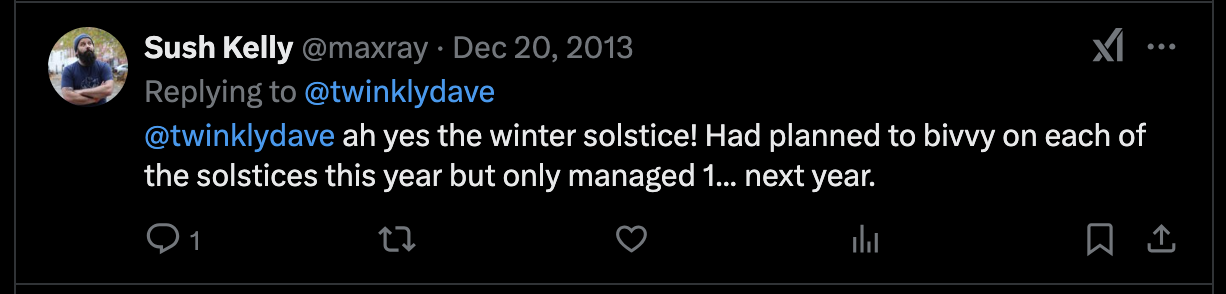 Sush Kelly @maxray · Dec 20, 2013
Replying to @twinklydave
@twinklydave ah yes the winter solstice! Had planned to bivvy on each of
the solstices this year but only managed 1... next year.
1